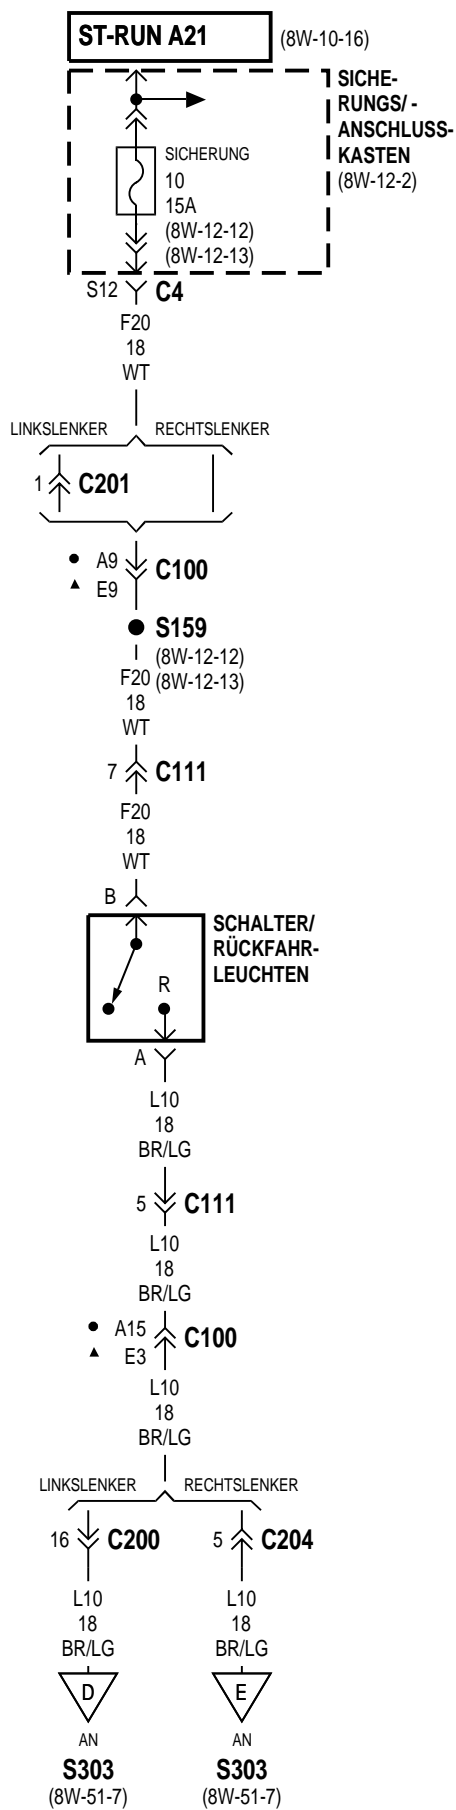 ST-RUN A21 (8W-10-16)
SICHE-
RUNGS/ -
ANSCHLUSS-
KASTEN
(8W-12-2)
SICHERUNG
10
15A
(8W-12-12)
(8W-12-13)
S12 C4
F20
18
WT
LINKSLENKER RECHTSLENKER
1 C201
A9 C100
E9
S159
(8W-12-12)
F20 (8W-12-13)
18
WT
7 C111
F20
18
WT
B
SCHALTER/
RÜCKFAHR-
LEUCHTEN
R
A
L10
18
BR/LG
5 C111
L10
18
BR/LG
A15 C100
E3
L10
18
BR/LG
LINKSLENKER RECHTSLENKER
16 C200 5 C204
L10 L10
18 18
BR/LG BR/LG
D E
AN AN
S303 S303
(8W-51-7) (8W-51-7)